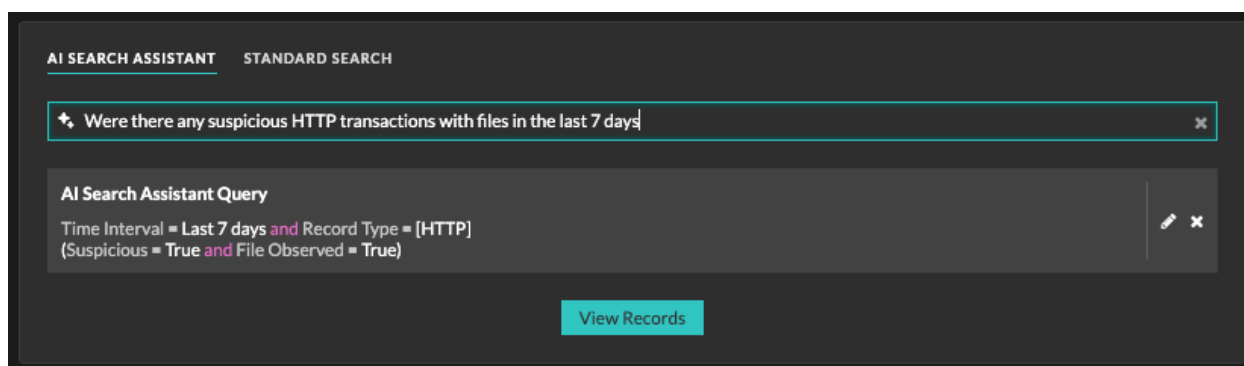 AI SEARCH ASSISTANT STANDARD SEARCH
Were there any suspicious HTTP transactions with files in the last 7 days
AI Search Assistant Query
Time Interval = Last 7 days and Record Type = [HTTP]
(Suspicious = True and File Observed = True)
View Records